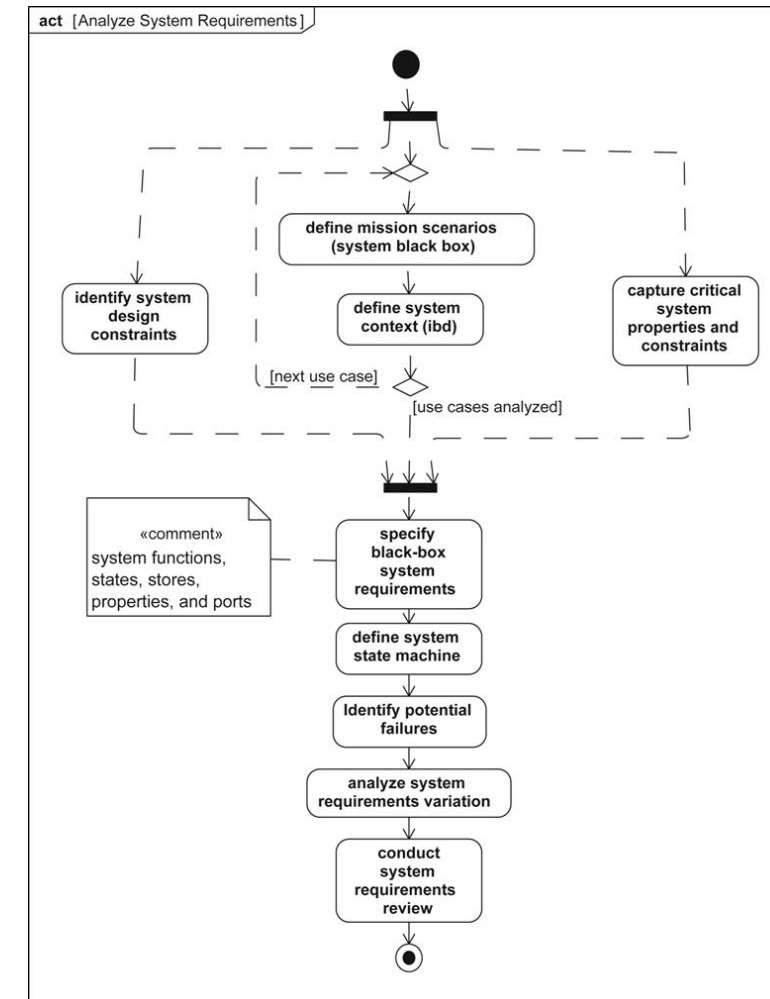 act [Analyze System Requirements]
define mission scenarios
(system black box)
identify system
design
constraints
define system
context (ibd)
capture critical
system
properties and
constraints
[next use case]
[use cases analyzed]
«comment»
system functions,
states, stores,
properties, and ports
specify
black-box
system
requirements
define system
state machine
Identify potential
failures
analyze system
requirements variation
conduct
system
requirements
review